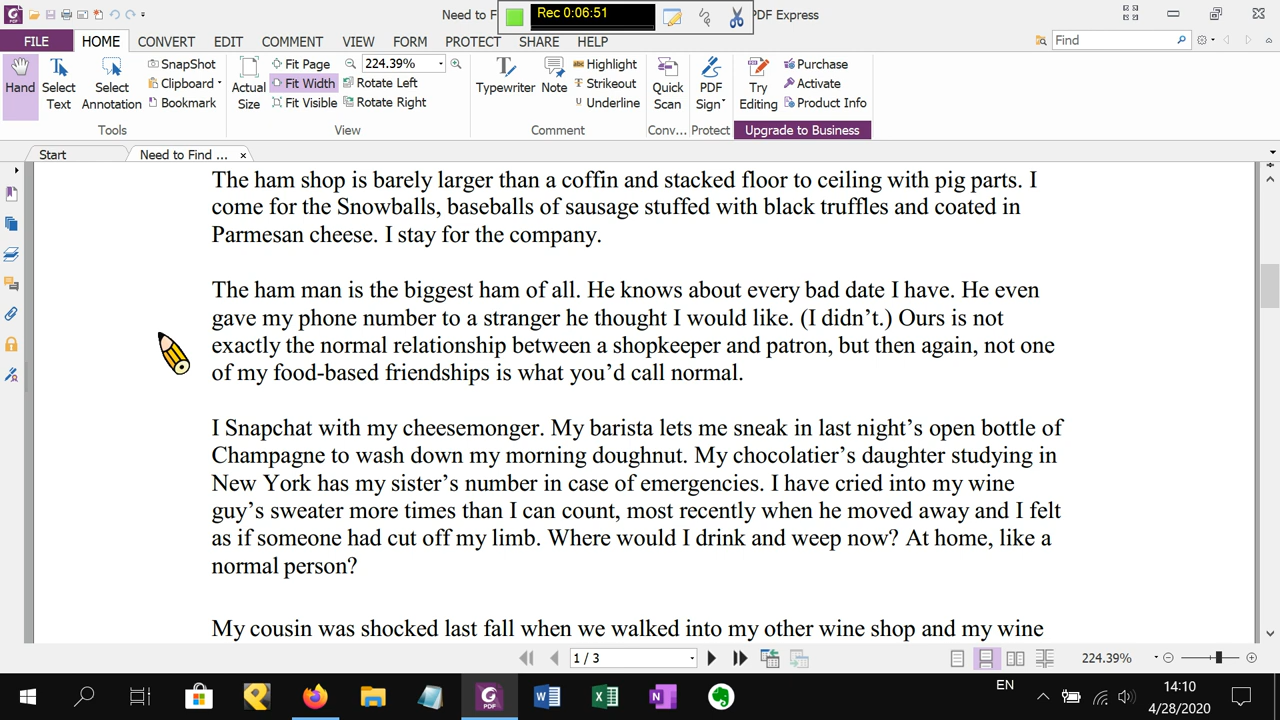 Need to F
Rec 0:06:51
PDF Express
FILE HOME CONVERT EDIT COMMENT VIEW FORM PROTECT SHARE HELP
Find
Hand
Select Text
Select Annotation
SnapShot
Clipboard
Bookmark
Tools
Actual Size
Fit Page
Fit Width
Fit Visible
224.39%
Rotate Left
Rotate Right
View
Typewriter
Note
Highlight
Strikeout
Underline
Comment
Quick Scan
Conv...
PDF Sign
Protect
Try Editing
Purchase
Activate
Product Info
Upgrade to Business
Start
Need to Find ...
The ham shop is barely larger than a coffin and stacked floor to ceiling with pig parts. I
come for the Snowballs, baseballs of sausage stuffed with black truffles and coated in
Parmesan cheese. I stay for the company.
The ham man is the biggest ham of all. He knows about every bad date I have. He even
gave my phone number to a stranger he thought I would like. (I didn’t.) Ours is not
exactly the normal relationship between a shopkeeper and patron, but then again, not one
of my food-based friendships is what you’d call normal.
I Snapchat with my cheesemonger. My barista lets me sneak in last night’s open bottle of
Champagne to wash down my morning doughnut. My chocolatier’s daughter studying in
New York has my sister’s number in case of emergencies. I have cried into my wine
guy’s sweater more times than I can count, most recently when he moved away and I felt
as if someone had cut off my limb. Where would I drink and weep now? At home, like a
normal person?
My cousin was shocked last fall when we walked into my other wine shop and my wine
1 / 3
224.39%
EN
14:10
4/28/2020